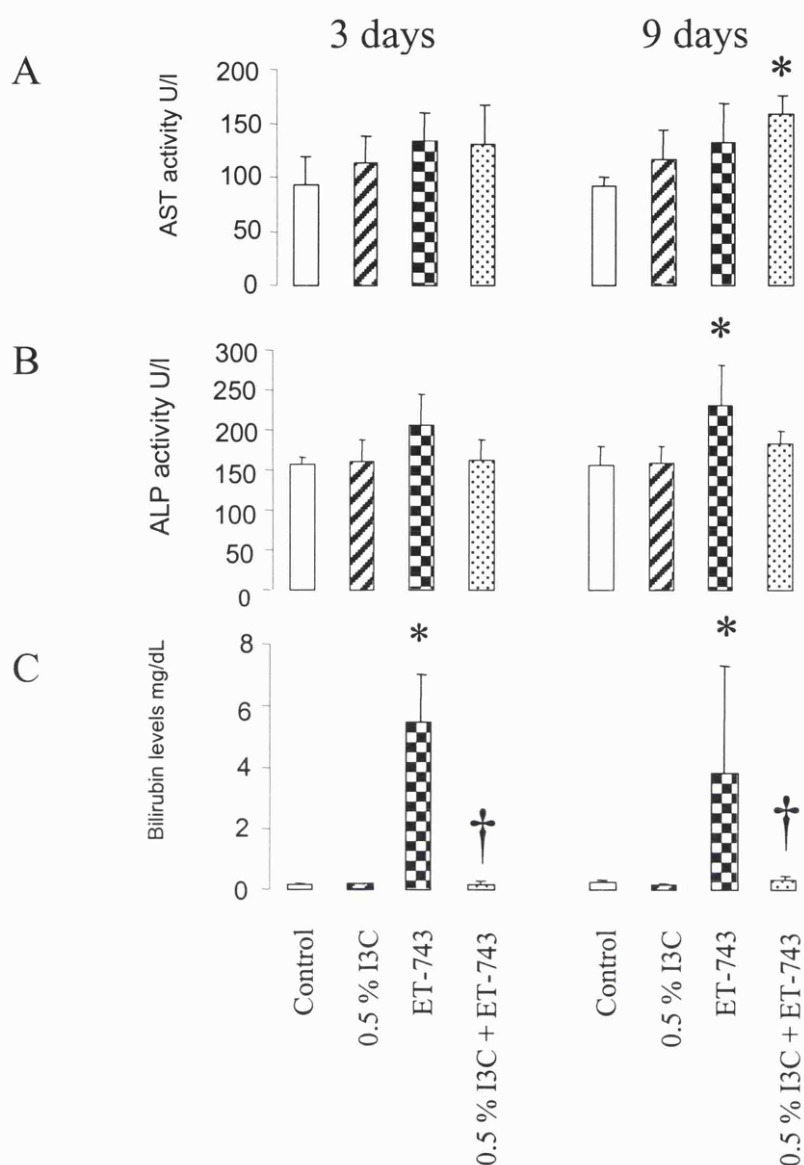 3 days
9 days
A
AST activity U/l
200
150
100
50
0
*
B
ALP activity U/l
300
250
200
150
100
50
0
*
C
Bilirubin levels mg/dL
8
6
4
2
0
*
†
*
†
Control
0.5 % I3C
ET-743
0.5 % I3C + ET-743
Control
0.5 % I3C
ET-743
0.5 % I3C + ET-743